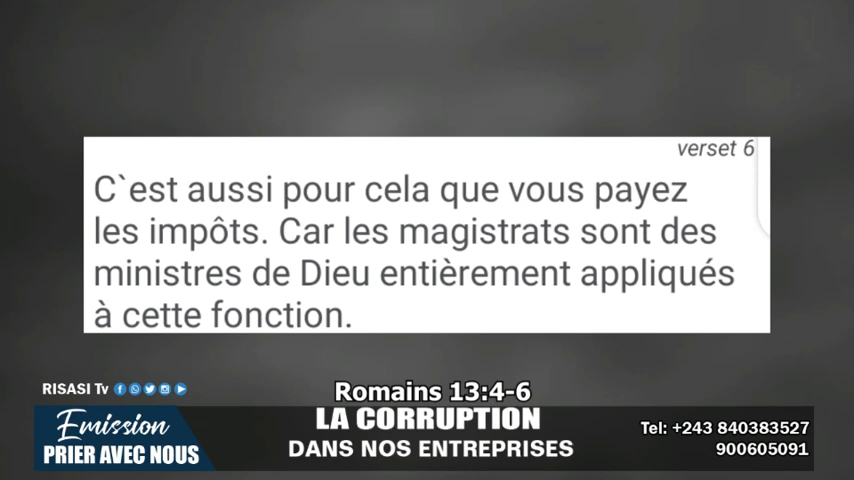 verset 6
C`est aussi pour cela que vous payez
les impôts. Car les magistrats sont des
ministres de Dieu entièrement appliqués
à cette fonction.
RISASI Tv
Romains 13:4-6
Emission
PRIER AVEC NOUS
LA CORRUPTION
DANS NOS ENTREPRISES
Tel: +243 840383527
900605091